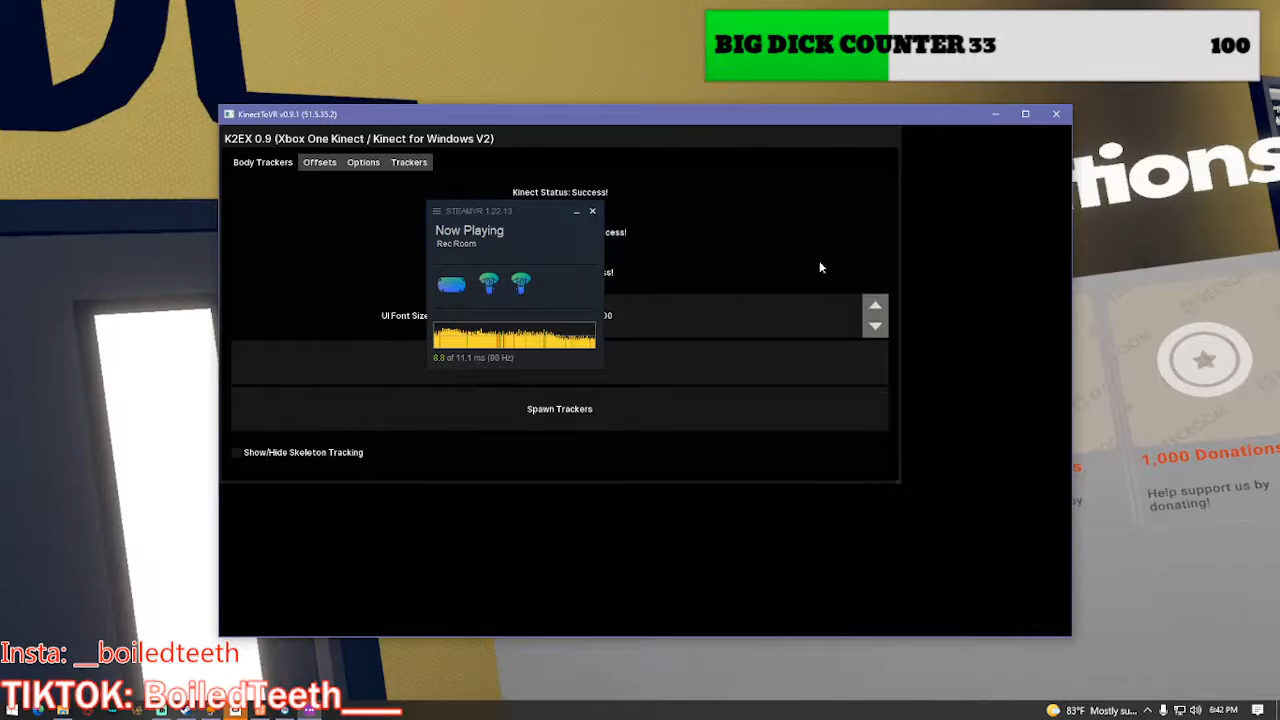 BIG DICK COUNTER 33 100
KinectToVR v0.9.1 (51.5.35.2)
K2EX 0.9 (Xbox One Kinect / Kinect for Windows V2)
Body Trackers Offsets Options Trackers
Kinect Status: Success!
STEAMVR 1.22.13
Now Playing
Rec Room
8.8 of 11.1 ms (90 Hz)
UI Font Size
Spawn Trackers
Show/Hide Skeleton Tracking
1,000 Donations
Help support us by
donating!
Insta: __boiledteeth
TIKTOK: BoiledTeeth___
83°F Mostly su... 6:42 PM